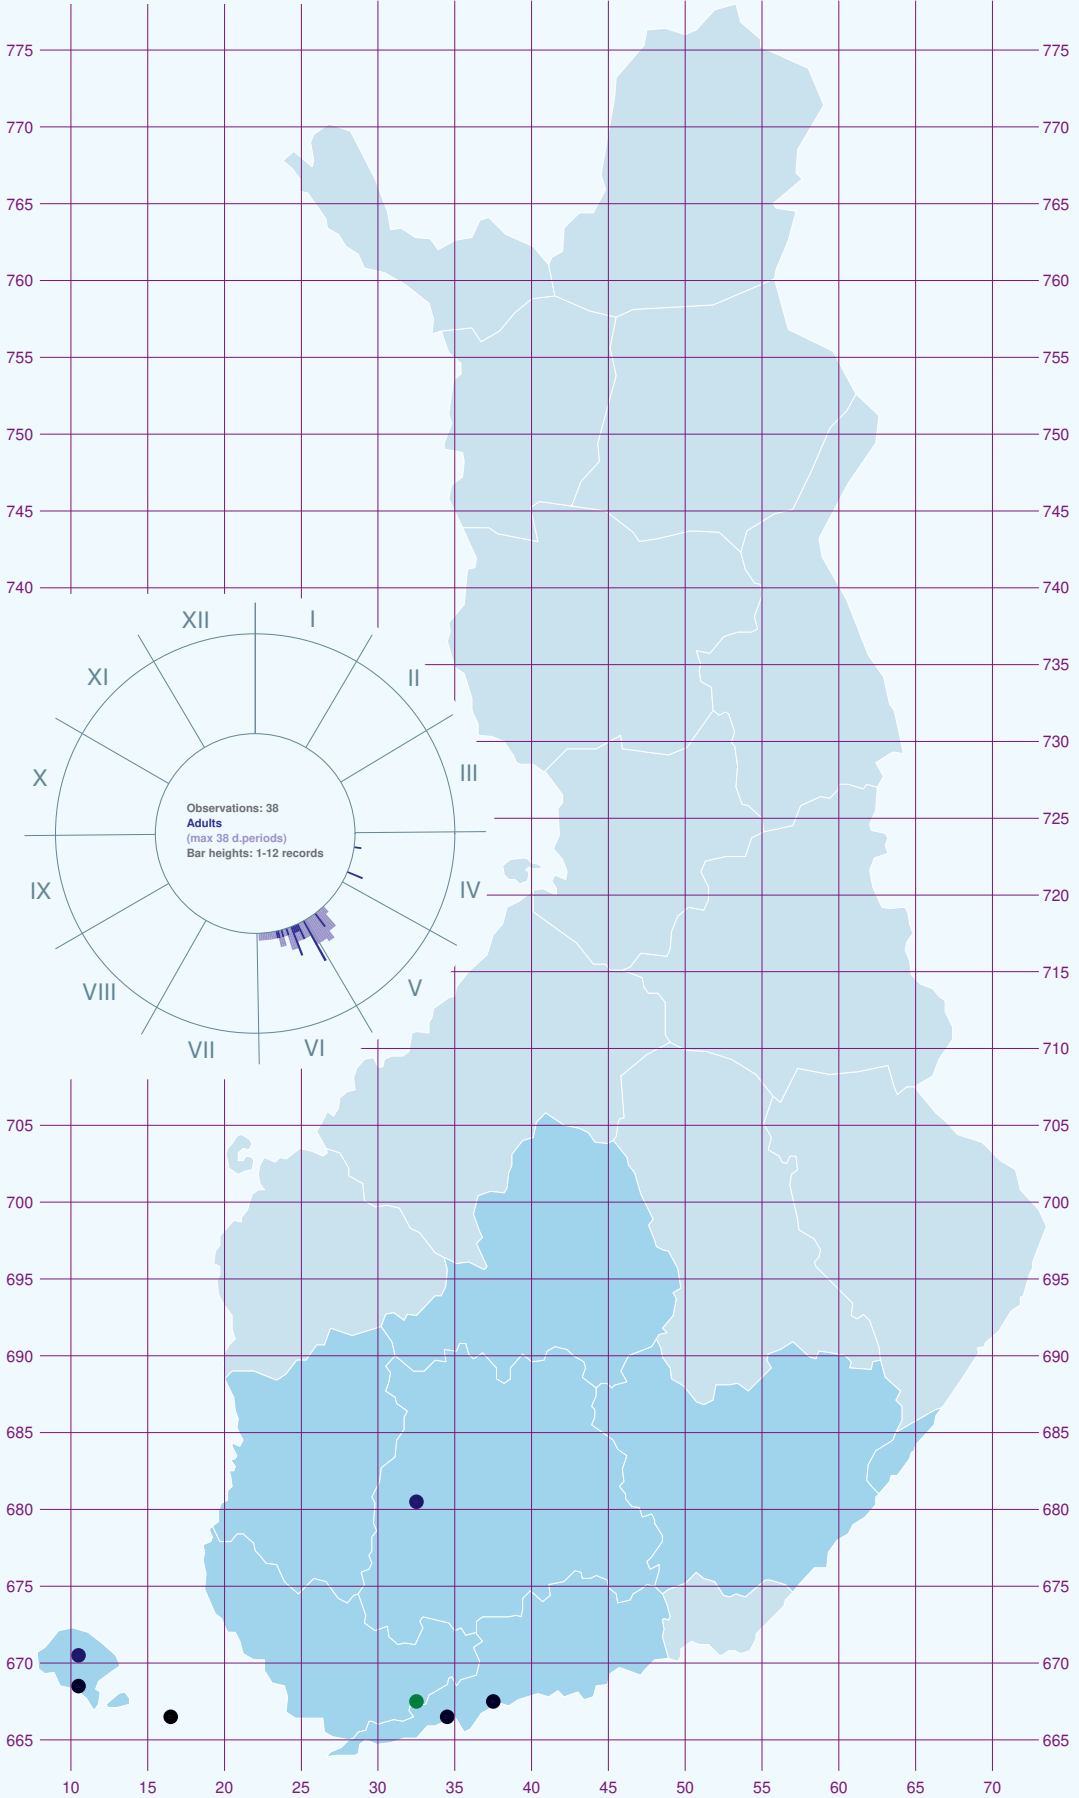 775 775
770 770
765 765
760 760
755 755
750 750
745 745
740 740
XII I
XI II
735
730
X III
Observations: 38
Adults
(max 38 d.periods)
Bar heights: 1-12 records
725
IX IV
720
VIII V
715
VII VI
710
705 705
700 700
695 695
690 690
685 685
680 680
675 675
670 670
665 665
10 15 20 25 30 35 40 45 50 55 60 65 70